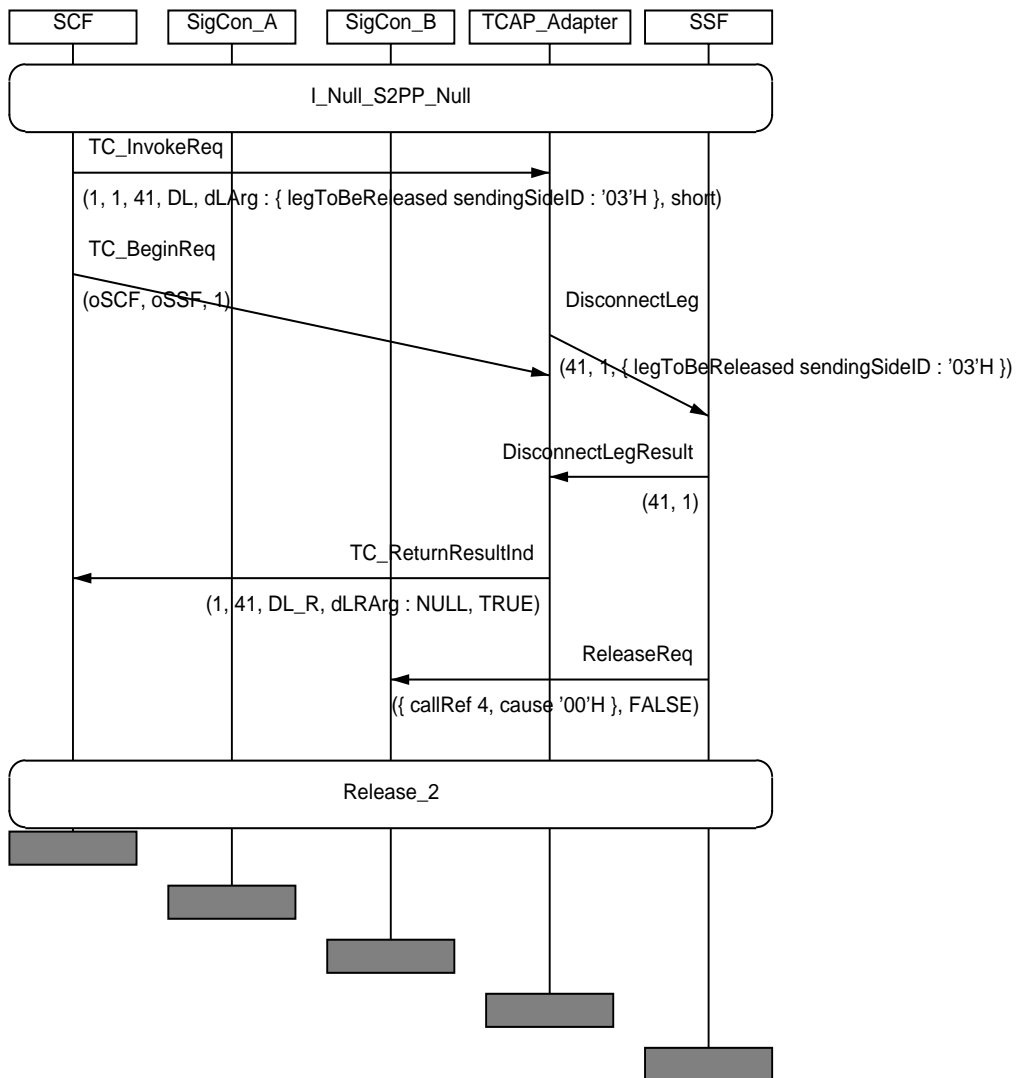 SCF SigCon_A SigCon_B TCAP_Adapter SSF
I_Null_S2PP_Null
TC_InvokeReq
(1, 1, 41, DL, dLArg : { legToBeReleased sendingSideID : '03'H }, short)
TC_BeginReq
(oSCF, oSSF, 1)
DisconnectLeg
(41, 1, { legToBeReleased sendingSideID : '03'H })
DisconnectLegResult
(41, 1)
TC_ReturnResultInd
(1, 41, DL_R, dLRArg : NULL, TRUE)
ReleaseReq
({ callRef 4, cause '00'H }, FALSE)
Release_2